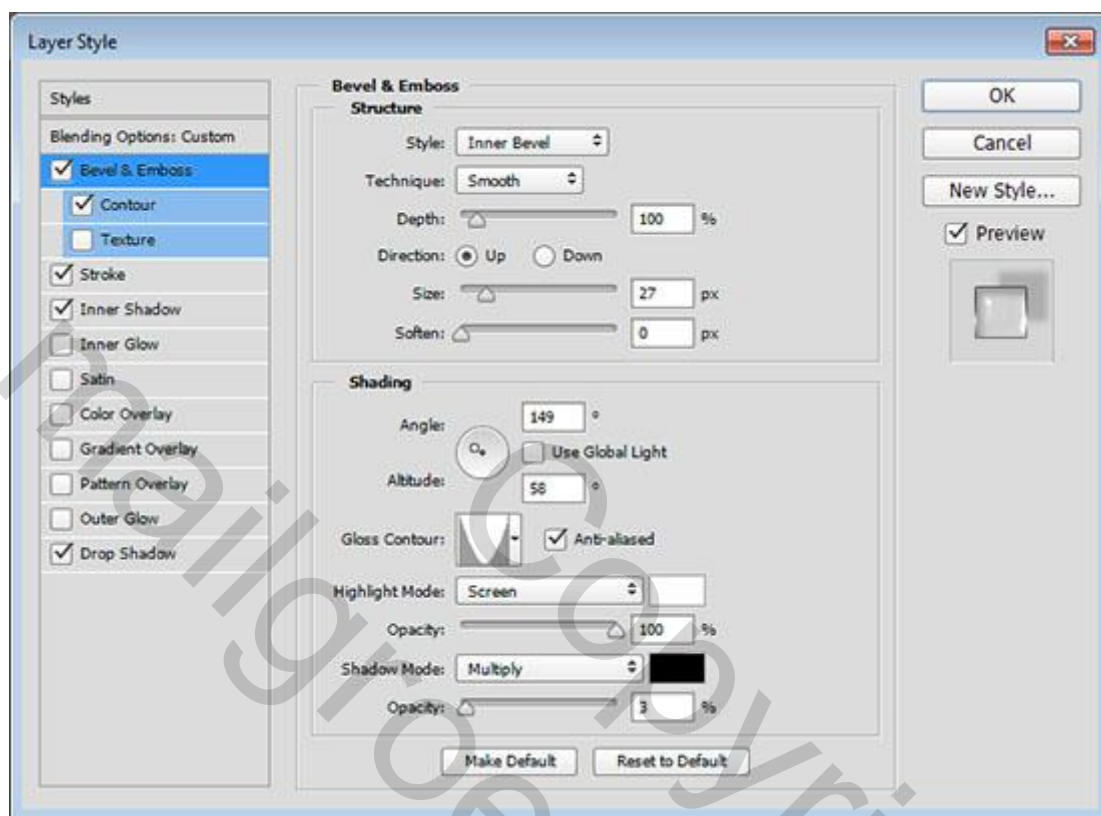 Layer Style
Styles
Blending Options: Custom
Bevel & Emboss
Contour
Texture
Stroke
Inner Shadow
Inner Glow
Satin
Color Overlay
Gradient Overlay
Pattern Overlay
Outer Glow
Drop Shadow
Bevel & Emboss
Structure
Style: Inner Bevel
Technique: Smooth
Depth: 100 %
Direction: Up Down
Size: 27 px
Soften: 0 px
Shading
Angle: 149 °
Use Global Light
Altitude: 58 °
Gloss Contour: Anti-aliased
Highlight Mode: Screen
Opacity: 100 %
Shadow Mode: Multiply
Opacity: 3 %
Make Default Reset to Default
OK
Cancel
New Style...
Preview
mailgroe
Copyri